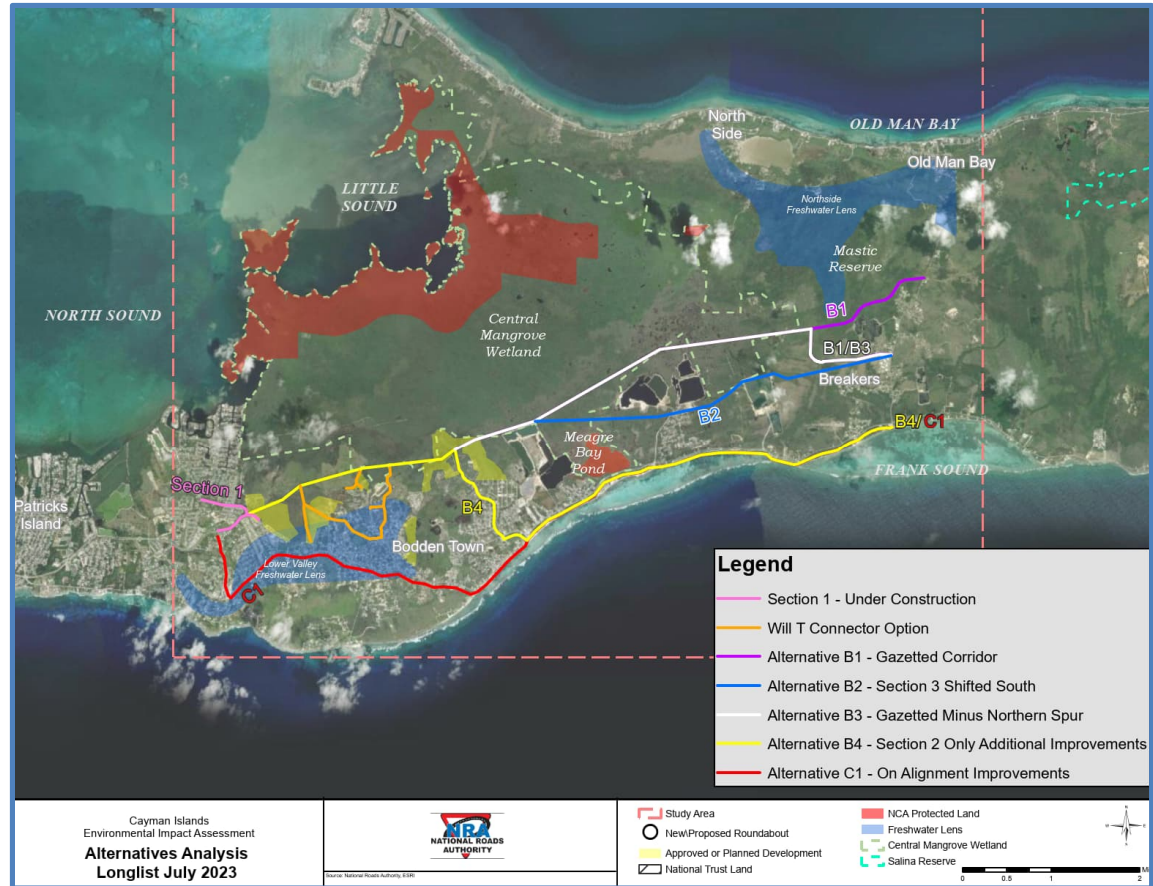 North
Side
OLD MAN BAY
Old Man Bay
LITTLE
SOUND
Northside
Freshwater Lens
Mastic
Reserve
NORTH SOUND
Central
Mangrove
Wetland
B1
B1/B3
Breakers
B2
B4/C1
Meagre
Bay
Pond
FRANK SOUND
Section 1
Patricks
Island
B4
Bodden Town
Lower Valley
Freshwater Lens
C1
Legend
Section 1 - Under Construction
Will T Connector Option
Alternative B1 - Gazetted Corridor
Alternative B2 - Section 3 Shifted South
Alternative B3 - Gazetted Minus Northern Spur
Alternative B4 - Section 2 Only Additional Improvements
Alternative C1 - On Alignment Improvements
Cayman Islands
Environmental Impact Assessment
Alternatives Analysis
Longlist July 2023
NRA
NATIONAL ROADS
AUTHORITY
Source: National Roads Authority, ESRI
Study Area
New\Proposed Roundabout
Approved or Planned Development
National Trust Land
NCA Protected Land
Freshwater Lens
Central Mangrove Wetland
Salina Reserve
0 0.5 1 2